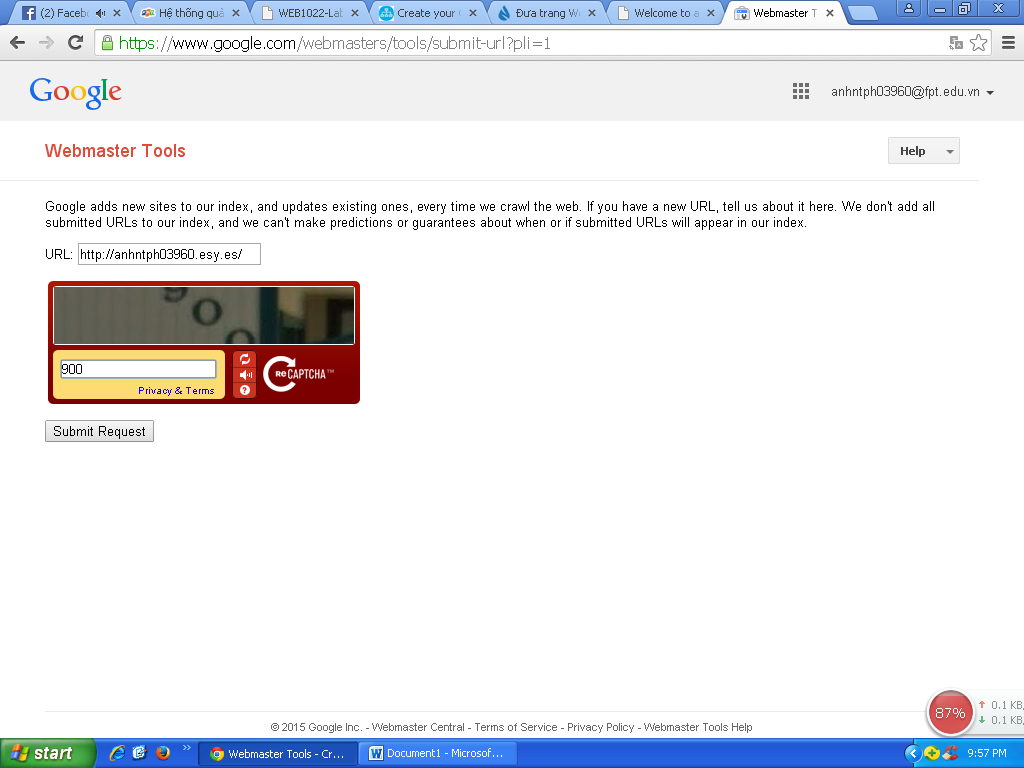 (2) Faceb
Hệ thống quả
WEB1022-Lab
Create your
Đưa trang W
Welcome to a
Webmaster T
https://www.google.com/webmasters/tools/submit-url?pli=1
Google
anhntph03960@fpt.edu.vn
Webmaster Tools
Help
Google adds new sites to our index, and updates existing ones, every time we crawl the web. If you have a new URL, tell us about it here. We don't add all
submitted URLs to our index, and we can't make predictions or guarantees about when or if submitted URLs will appear in our index.
URL: http://anhntph03960.esy.es/
900
900
Privacy & Terms
reCAPTCHA™
Submit Request
© 2015 Google Inc. - Webmaster Central - Terms of Service - Privacy Policy - Webmaster Tools Help
87%
0.1 KB
0.1 KB
start
Webmaster Tools - Cr...
Document1 - Microsof...
9:57 PM